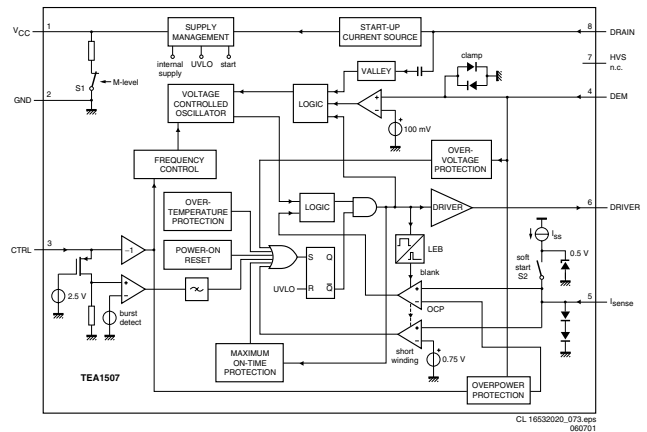 VCC 1
SUPPLY
MANAGEMENT
START-UP
CURRENT SOURCE
8 DRAIN
internal
supply
UVLO
start
clamp
7 HVS
n.c.
S1
M-level
VALLEY
GND 2
VOLTAGE
CONTROLLED
OSCILLATOR
LOGIC
+
−
4 DEM
100 mV
+
OVER-
VOLTAGE
PROTECTION
FREQUENCY
CONTROL
OVER-
TEMPERATURE
PROTECTION
LOGIC
DRIVER
6 DRIVER
CTRL 3
−1
POWER-ON
RESET
S Q
R Q̅
UVLO
LEB
blank
Iss
soft
start
S2
0.5 V
2.5 V
burst
detect
+
−
OCP
+
−
5 Isense
short
winding
+
−
0.75 V
+
MAXIMUM
ON-TIME
PROTECTION
TEA1507
OVERPOWER
PROTECTION
CL 16532020_073.eps
060701